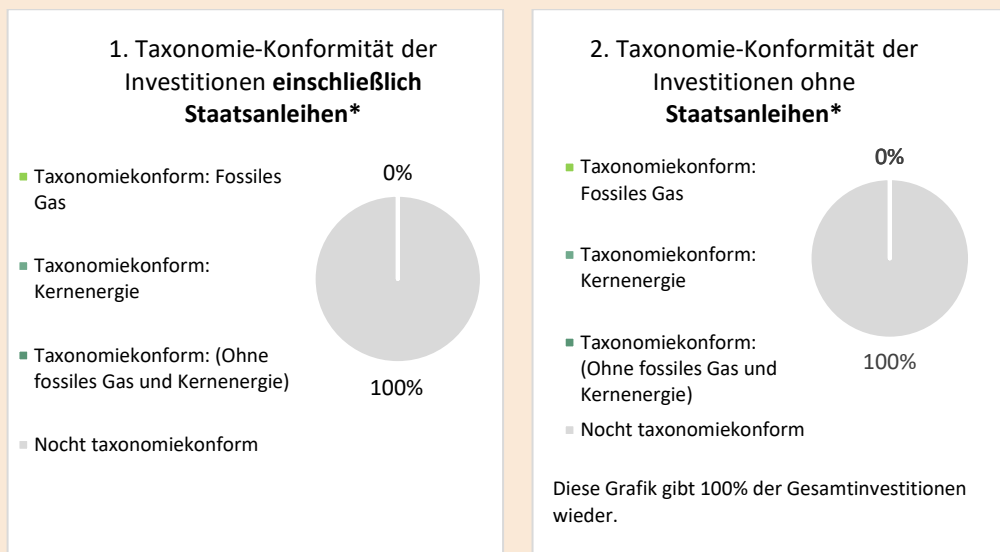 1. Taxonomie-Konformität der
Investitionen einschließlich
Staatsanleihen*
Taxonomiekonform: Fossiles
Gas
Taxonomiekonform:
Kernenergie
Taxonomiekonform: (Ohne
fossiles Gas und Kernenergie)
Nocht taxonomiekonform
0%
100%
2. Taxonomie-Konformität der
Investitionen ohne
Staatsanleihen*
Taxonomiekonform:
Fossiles Gas
Taxonomiekonform:
Kernenergie
Taxonomiekonform:
(Ohne fossiles Gas und
Kernenergie)
Nocht taxonomiekonform
0%
100%
Diese Grafik gibt 100% der Gesamtinvestitionen
wieder.